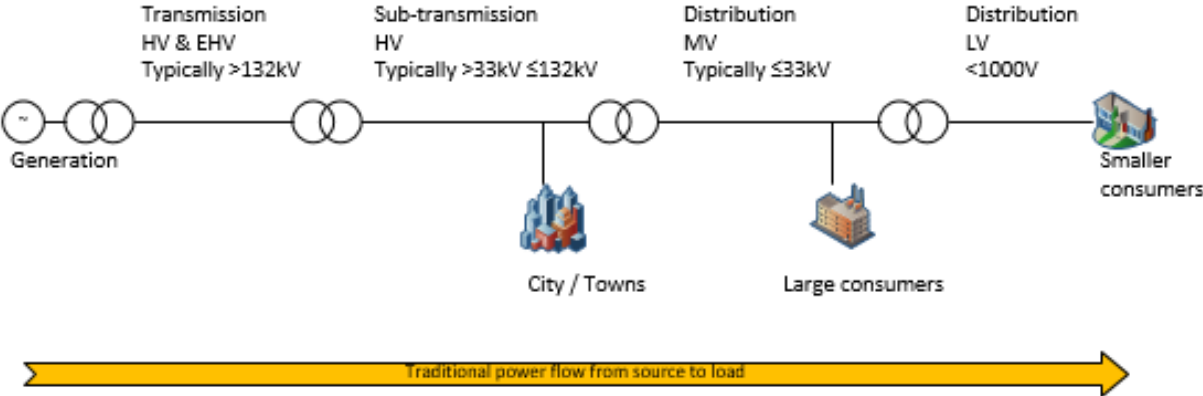 Transmission
HV & EHV
Typically >132kV
Sub-transmission
HV
Typically >33kV ≤132kV
Distribution
MV
Typically ≤33kV
Distribution
LV
<1000V
~
Generation
Smaller
consumers
City / Towns
Large consumers
Traditional power flow from source to load